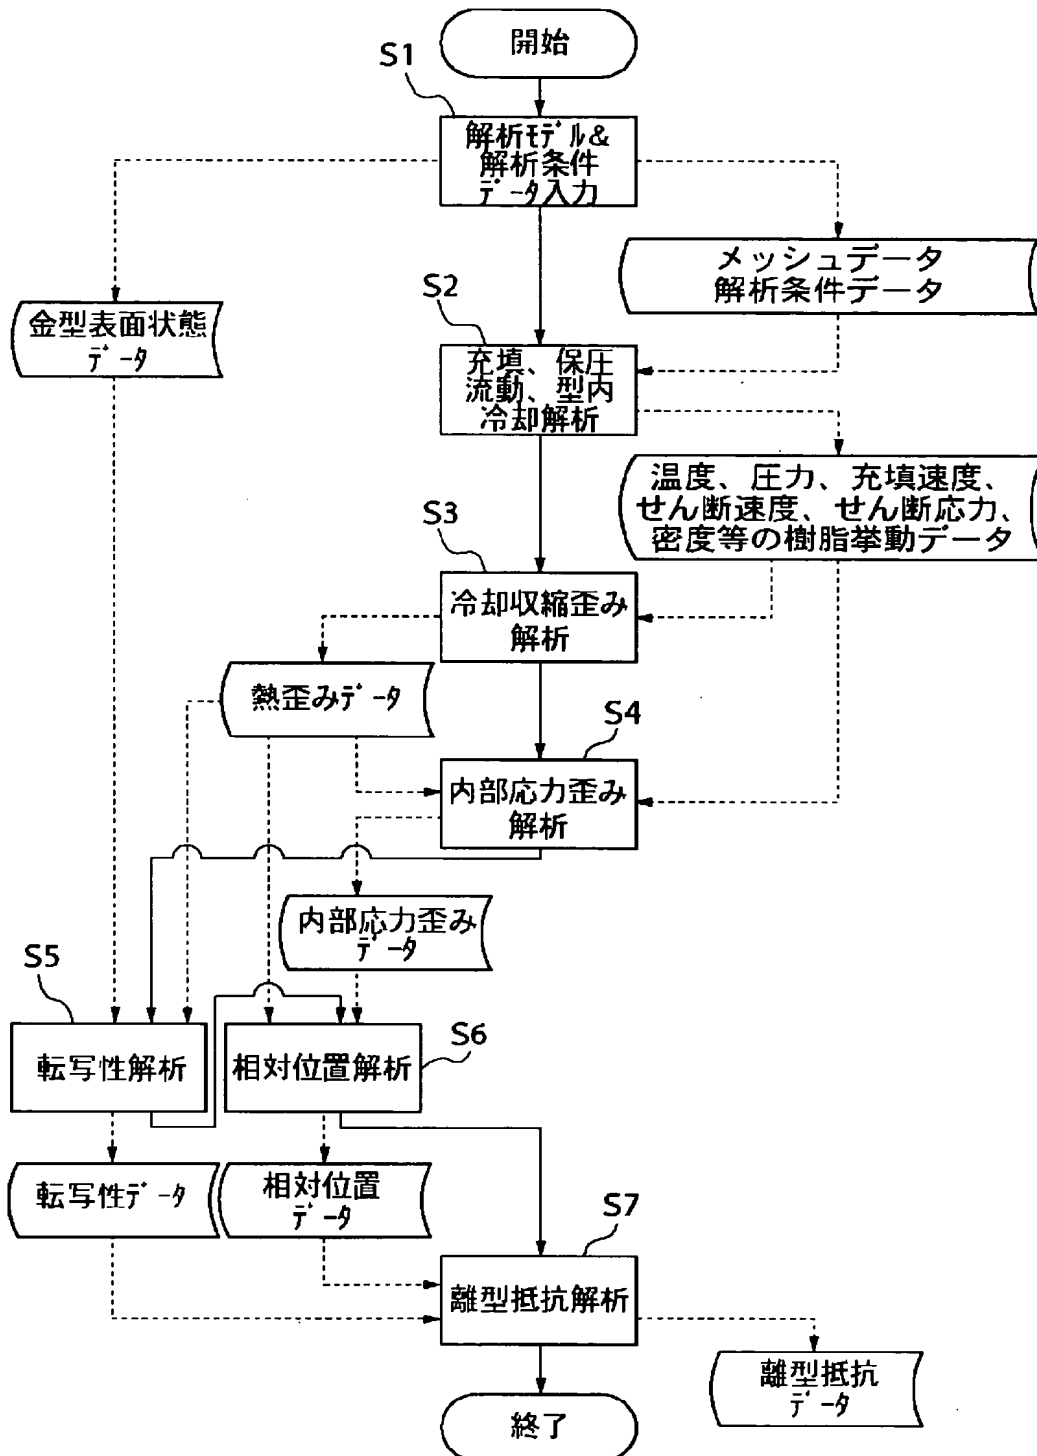 開始
S1
解析モデル&
解析条件
データ入力
メッシュデータ
解析条件データ
S2
金型表面状態
データ
充填、保圧
流動、型内
冷却解析
温度、圧力、充填速度、
せん断速度、せん断応力、
密度等の樹脂挙動データ
S3
冷却収縮歪み
解析
熱歪みデータ
S4
内部応力歪み
解析
内部応力歪み
データ
S5
転写性解析
相対位置解析
S6
転写性データ
相対位置
データ
S7
離型抵抗解析
離型抵抗
データ
終了